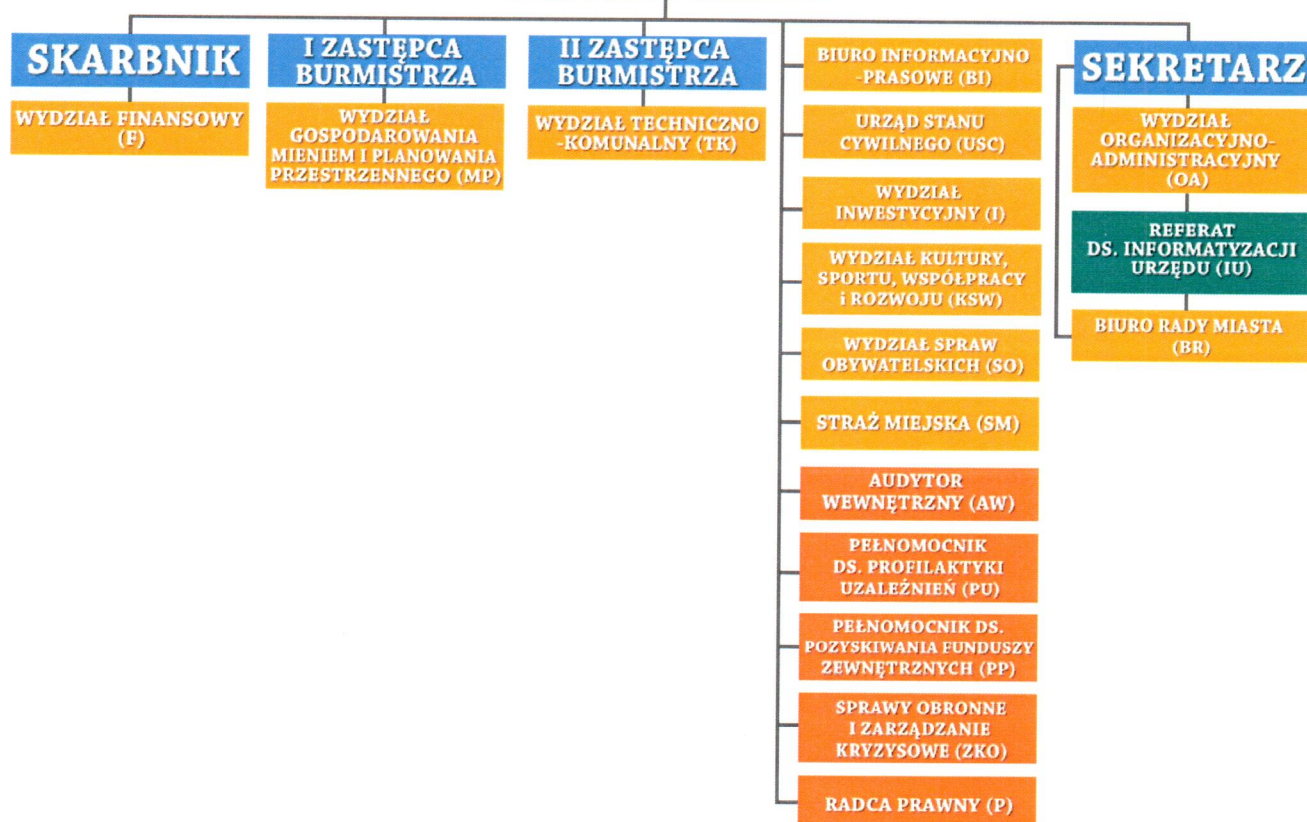 SKARBNIK
WYDZIAŁ FINANSOWY
(F)
I ZASTĘPCA
BURMISTRZA
WYDZIAŁ
GOSPODAROWANIA
MIENIEM I PLANOWANIA
PRZESTRZENNEGO (MP)
II ZASTĘPCA
BURMISTRZA
WYDZIAŁ TECHNICZNO
-KOMUNALNY (TK)
BIURO INFORMACYJNO
-PRASOWE (BI)
URZĄD STANU
CYWILNEGO (USC)
WYDZIAŁ
INWESTYCYJNY (I)
WYDZIAŁ KULTURY,
SPORTU, WSPÓŁPRACY
i ROZWOJU (KSW)
WYDZIAŁ SPRAW
OBYWATELSKICH (SO)
STRAŻ MIEJSKA (SM)
AUDYTOR
WEWNĘTRZNY (AW)
PEŁNOMOCNIK
DS. PROFILAKTYKI
UZALEŻNIEŃ (PU)
PEŁNOMOCNIK DS.
POZYSKIWANIA FUNDUSZY
ZEWNĘTRZNYCH (PP)
SPRAWY OBRONNE
I ZARZĄDZANIE
KRYZYSOWE (ZKO)
RADCA PRAWNY (P)
SEKRETARZ
WYDZIAŁ
ORGANIZACYJNO-
ADMINISTRACYJNY
(OA)
REFERAT
DS. INFORMATYZACJI
URZĘDU (IU)
BIURO RADY MIASTA
(BR)